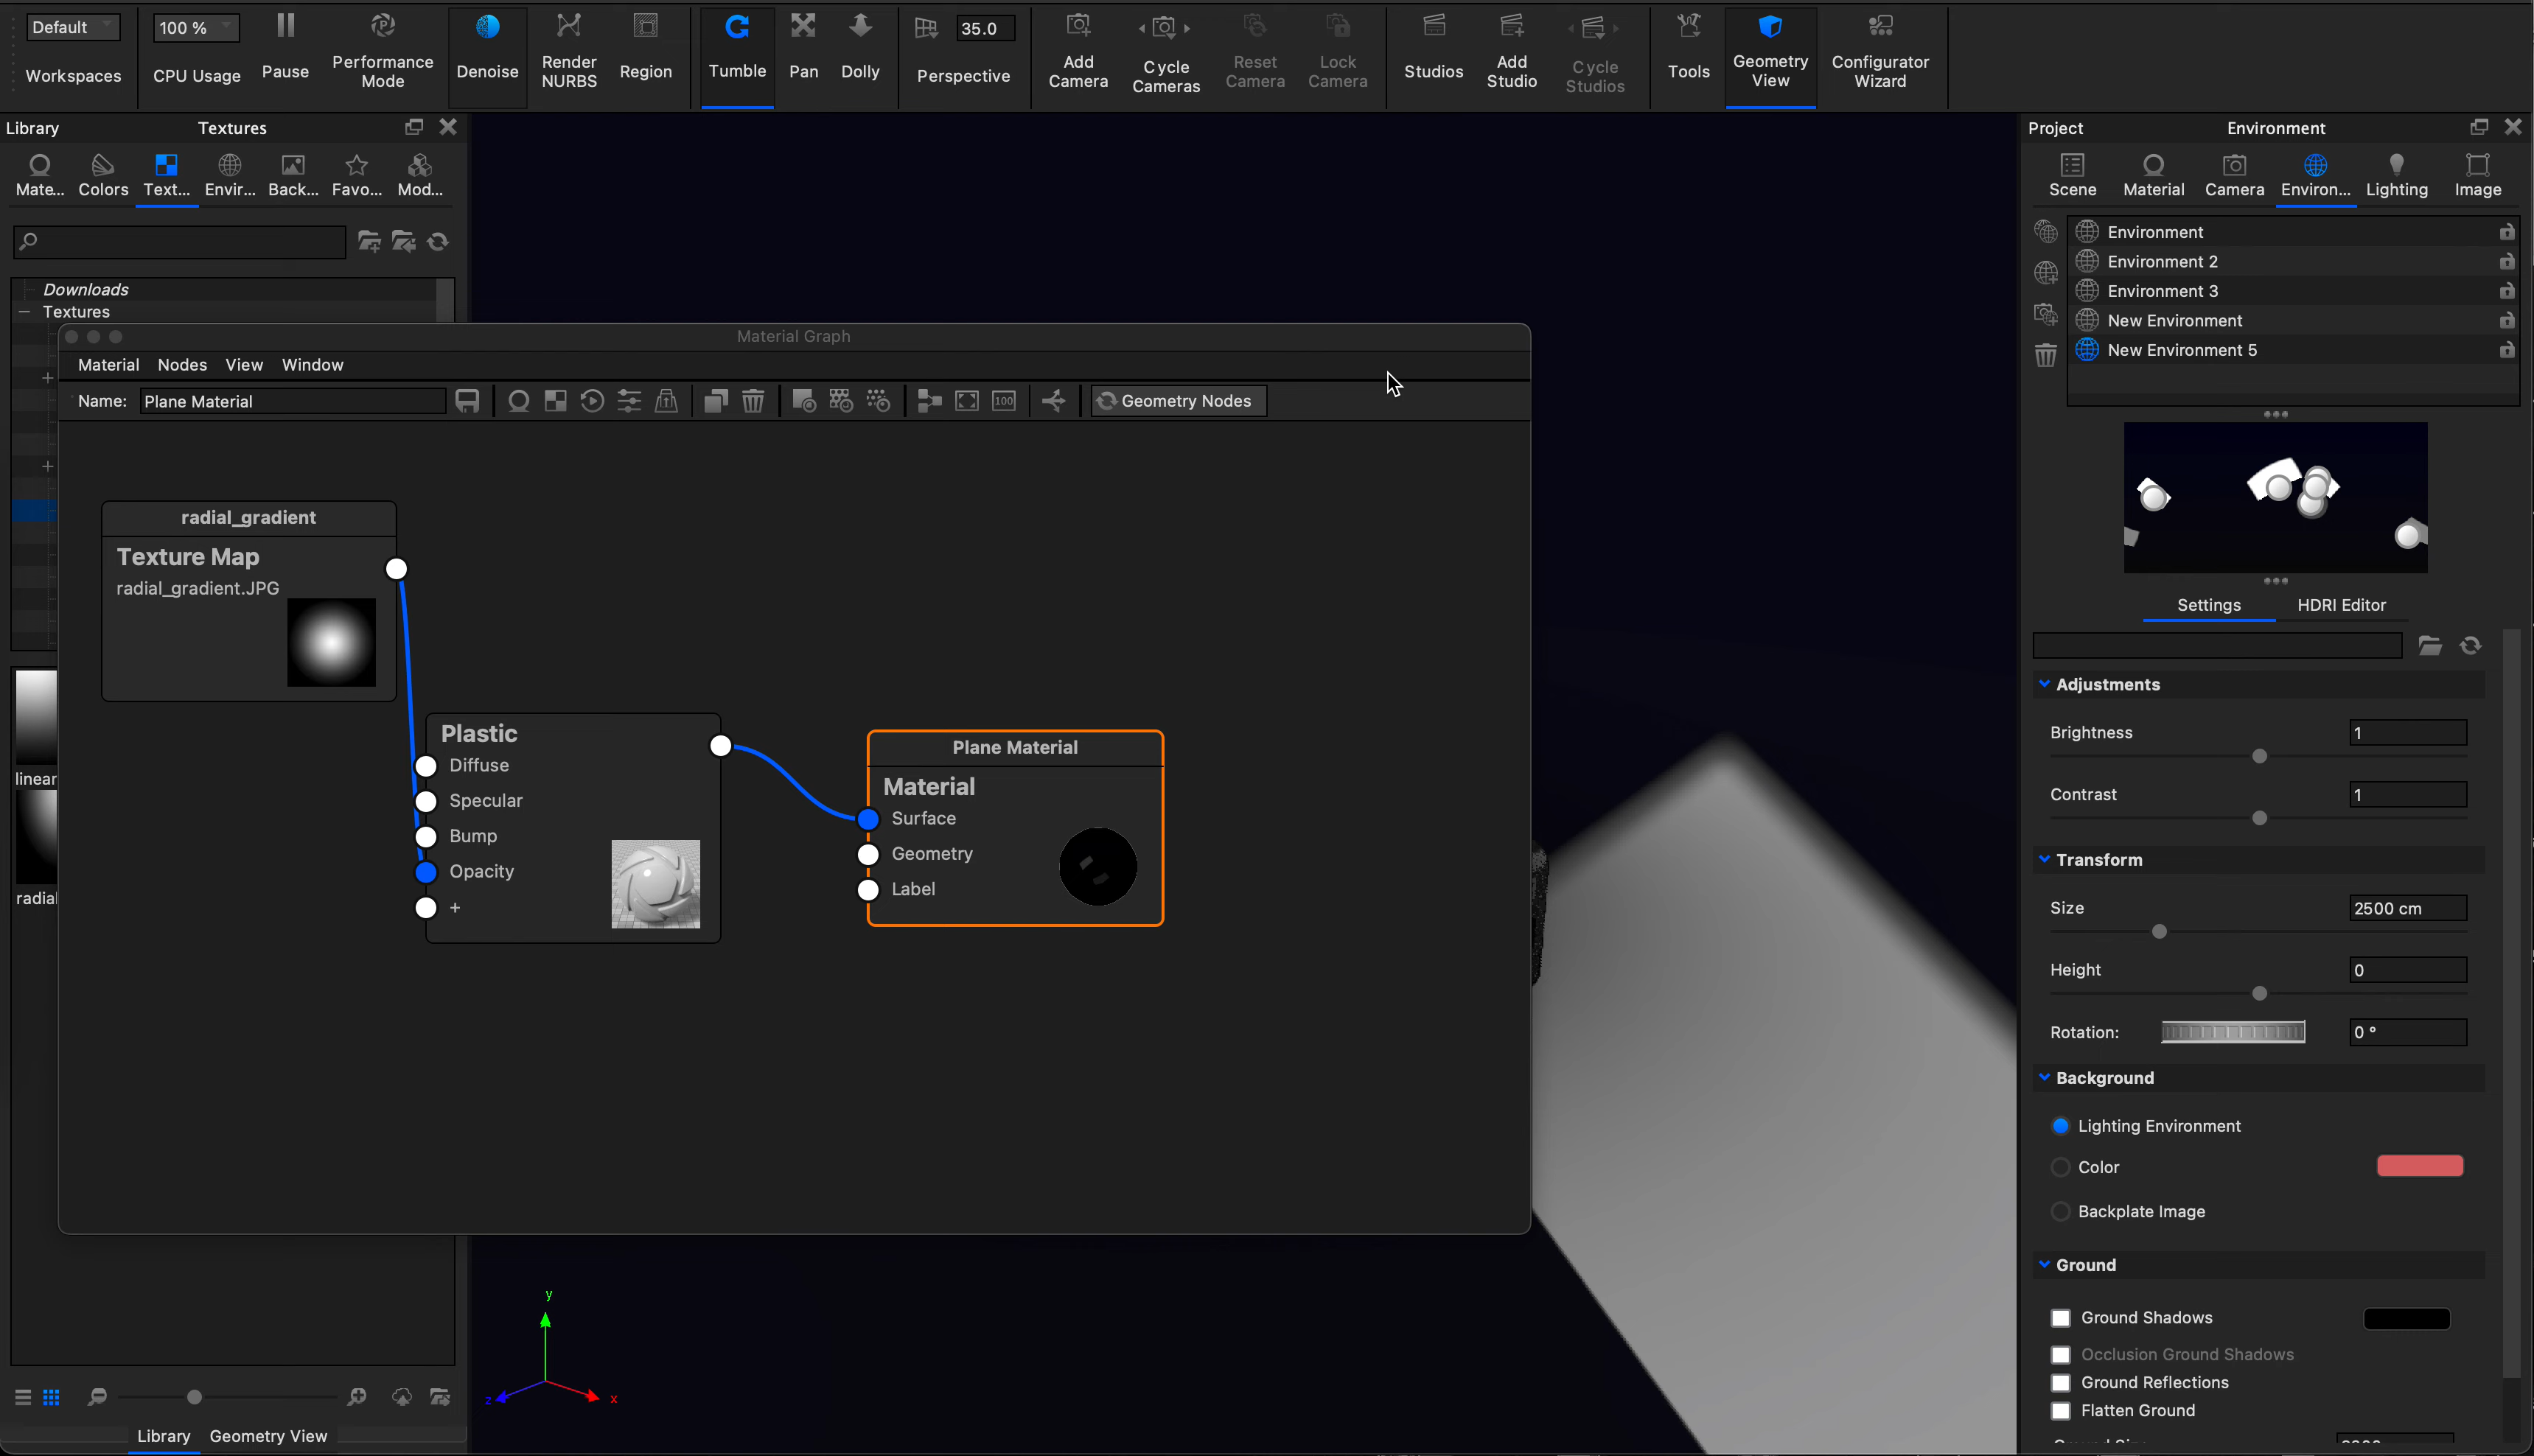 Default
100 %
35.0
Workspaces
CPU Usage
Pause
Performance
Mode
Denoise
Render
NURBS
Region
Tumble
Pan
Dolly
Perspective
Add
Camera
Cycle
Cameras
Reset
Camera
Lock
Camera
Studios
Add
Studio
Cycle
Studios
Tools
Geometry
View
Configurator
Wizard
Library
Textures
Mate...
Colors
Text...
Envir...
Back...
Favo...
Mod...
Downloads
Textures
Material Graph
Material Nodes View Window
Name: Plane Material
100
Geometry Nodes
radial_gradient
Texture Map
radial_gradient.JPG
Plastic
Diffuse
Specular
Bump
Opacity
+
Plane Material
Material
Surface
Geometry
Label
linear
radial
y
z
x
Library
Geometry View
Project
Environment
Scene
Material
Camera
Environ...
Lighting
Image
Environment
Environment 2
Environment 3
New Environment
New Environment 5
Settings
HDRI Editor
Adjustments
Brightness 1
Contrast 1
Transform
Size 2500 cm
Height 0
Rotation: 0 °
Background
Lighting Environment
Color
Backplate Image
Ground
Ground Shadows
Occlusion Ground Shadows
Ground Reflections
Flatten Ground